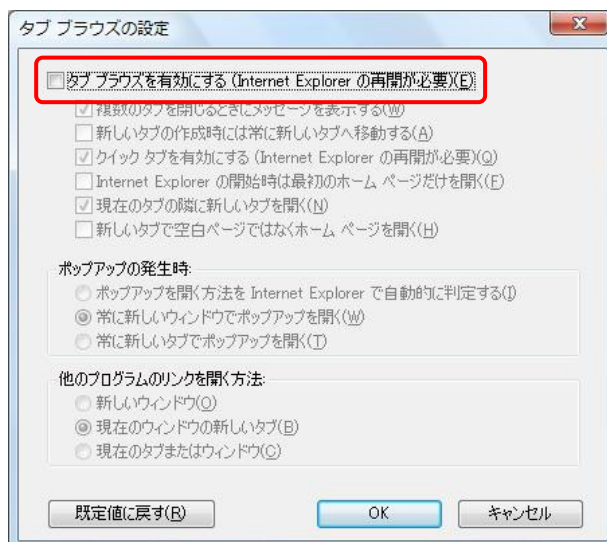 タブ ブラウズの設定
タブ ブラウズを有効にする (Internet Explorer の再開が必要)(E)
複数のタブを閉じるときにメッセージを表示する(W)
新しいタブの作成時には常に新しいタブへ移動する(A)
クイック タブを有効にする (Internet Explorer の再開が必要)(Q)
Internet Explorer の開始時は最初のホーム ページだけを開く(F)
現在のタブの隣に新しいタブを開く(N)
新しいタブで空白ページではなくホーム ページを開く(H)
ポップアップの発生時:
ポップアップを開く方法を Internet Explorer で自動的に判定する(I)
常に新しいウィンドウでポップアップを開く(W)
常に新しいタブでポップアップを開く(T)
他のプログラムのリンクを開く方法:
新しいウィンドウ(O)
現在のウィンドウの新しいタブ(B)
現在のタブまたはウィンドウ(C)
既定値に戻す(R) OK キャンセル